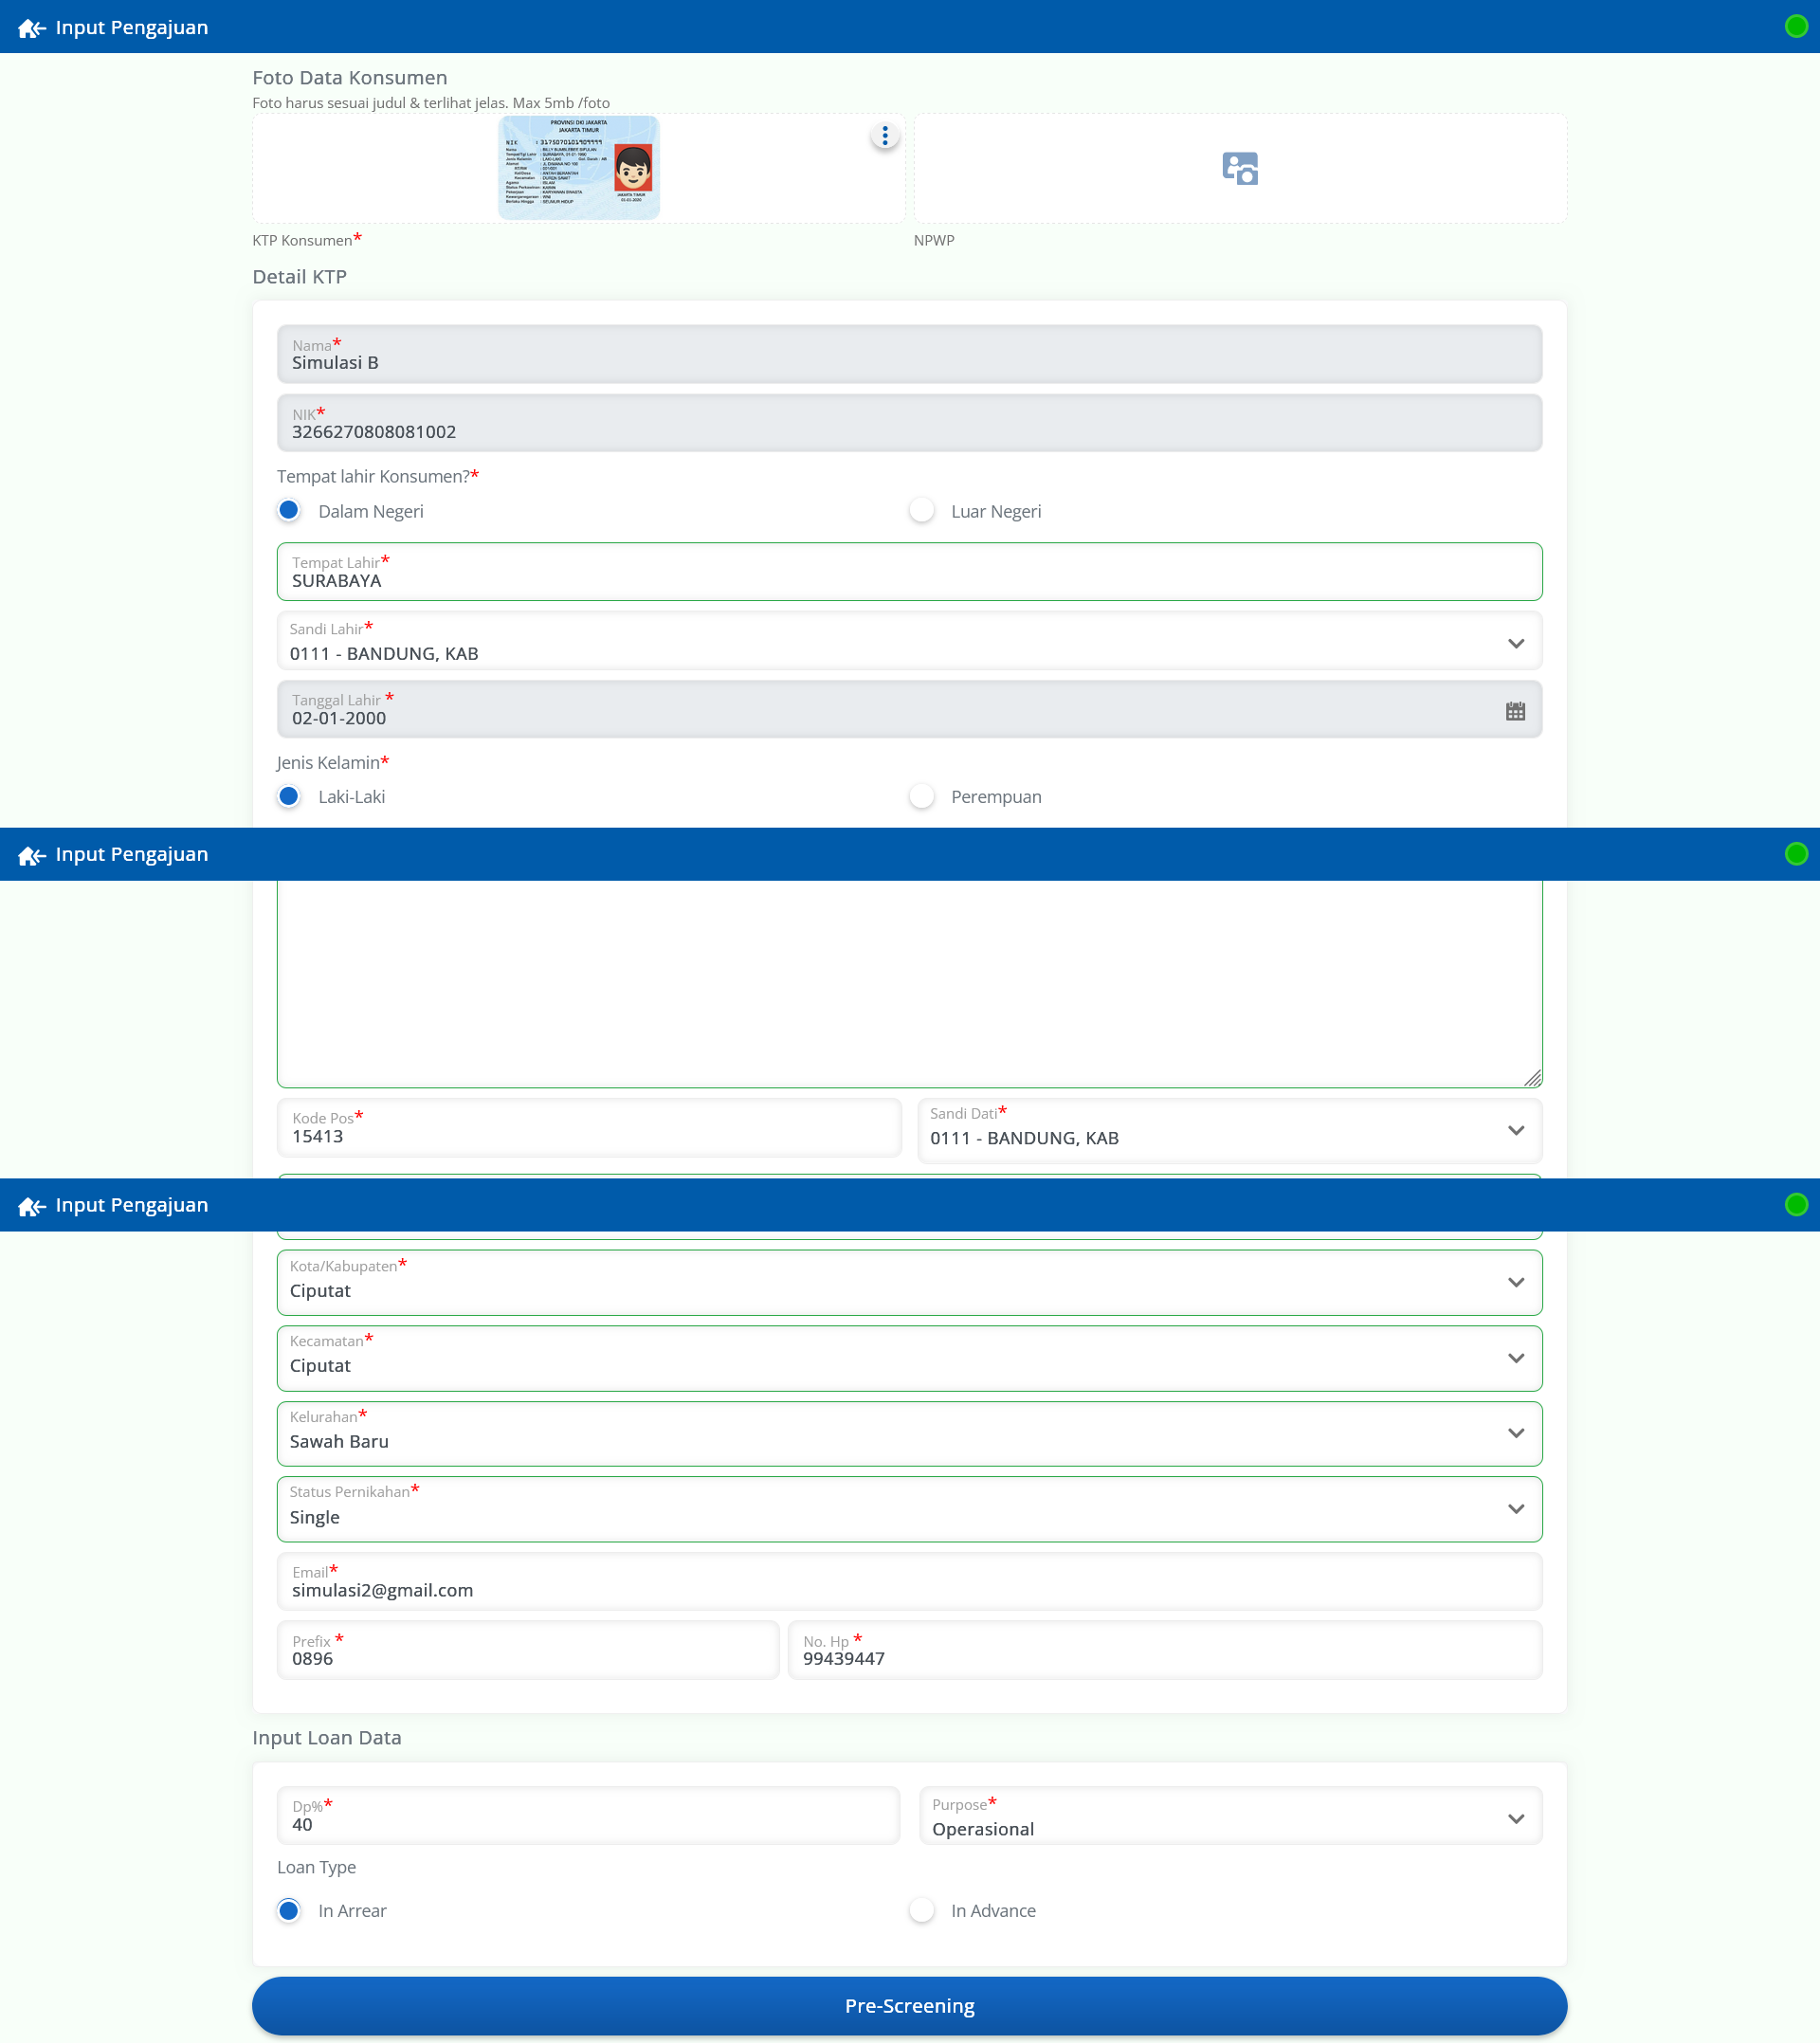 Input Pengajuan
Foto Data Konsumen
Foto harus sesuai judul & terlihat jelas. Max 5mb /foto
PROVINSI DKI JAKARTA
JAKARTA TIMUR
NIK : 3175070101909999
JAKARTA TIMUR
01-01-2020
KTP Konsumen*
NPWP
Detail KTP
Nama*
Simulasi B
NIK*
3266270808081002
Tempat lahir Konsumen?*
Dalam Negeri
Luar Negeri
Tempat Lahir*
SURABAYA
Sandi Lahir*
0111 - BANDUNG, KAB
Tanggal Lahir *
02-01-2000
Jenis Kelamin*
Laki-Laki
Perempuan
Input Pengajuan
Kode Pos*
15413
Sandi Dati*
0111 - BANDUNG, KAB
Input Pengajuan
Kota/Kabupaten*
Ciputat
Kecamatan*
Ciputat
Kelurahan*
Sawah Baru
Status Pernikahan*
Single
Email*
simulasi2@gmail.com
Prefix *
0896
No. Hp *
99439447
Input Loan Data
Dp%*
40
Purpose*
Operasional
Loan Type
In Arrear
In Advance
Pre-Screening